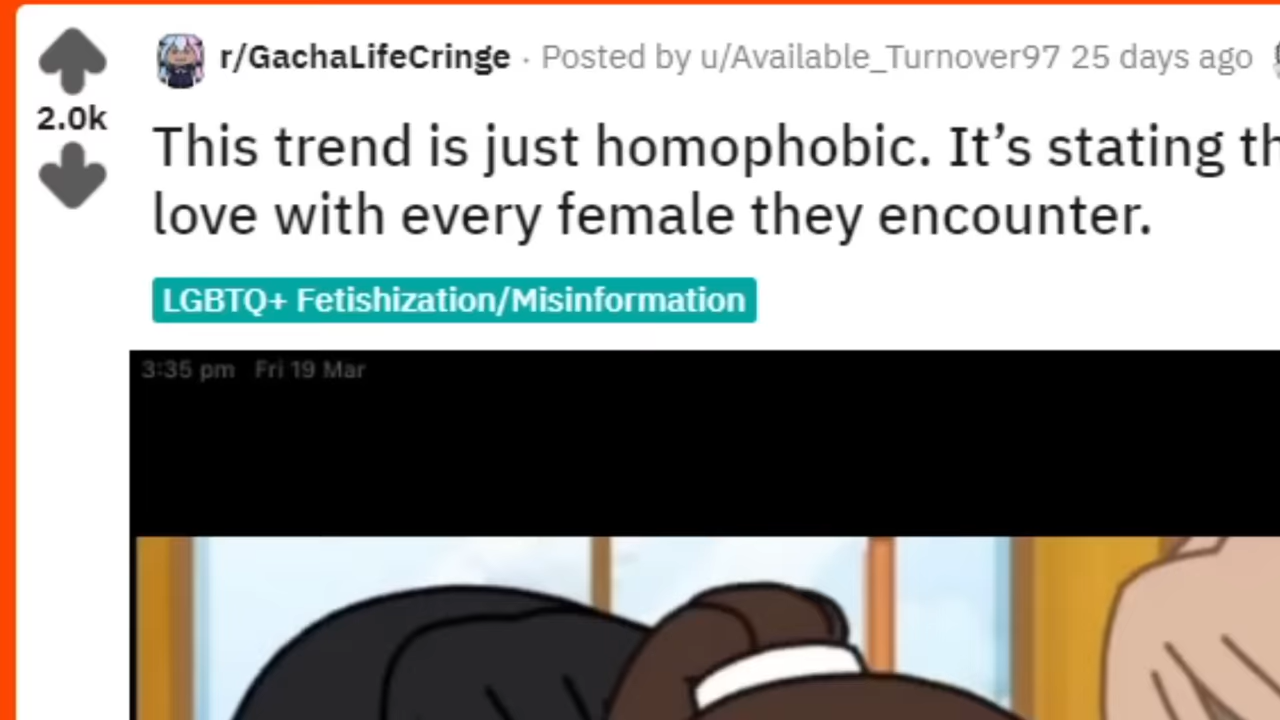 r/GachaLifeCringe · Posted by u/Available_Turnover97 25 days ago
2.0k
This trend is just homophobic. It’s stating th
love with every female they encounter.
LGBTQ+ Fetishization/Misinformation
3:35 pm Fri 19 Mar